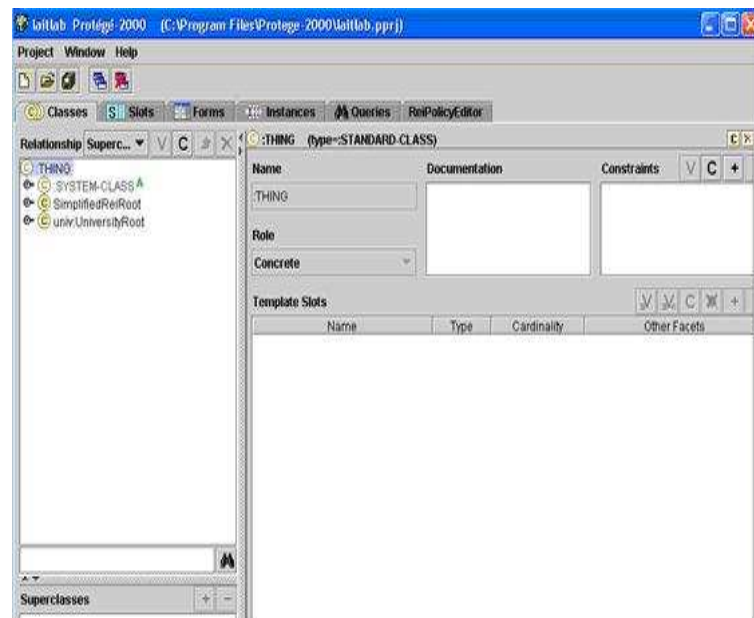 laitlab Protégé-2000 (C:\Program Files\Protege-2000\laitlab.pprj)
Project Window Help
Classes S Slots Forms Instances Queries ReiPolicyEditor
Relationship Superc... V C X
THING
SYSTEM-CLASS A
SimplifiedReiRoot
univ:UniversityRoot
Superclasses + -
:THING (type=:STANDARD-CLASS) C X
Name Documentation Constraints V C +
:THING
Role
Concrete
Template Slots V V C X +
Name Type Cardinality Other Facets